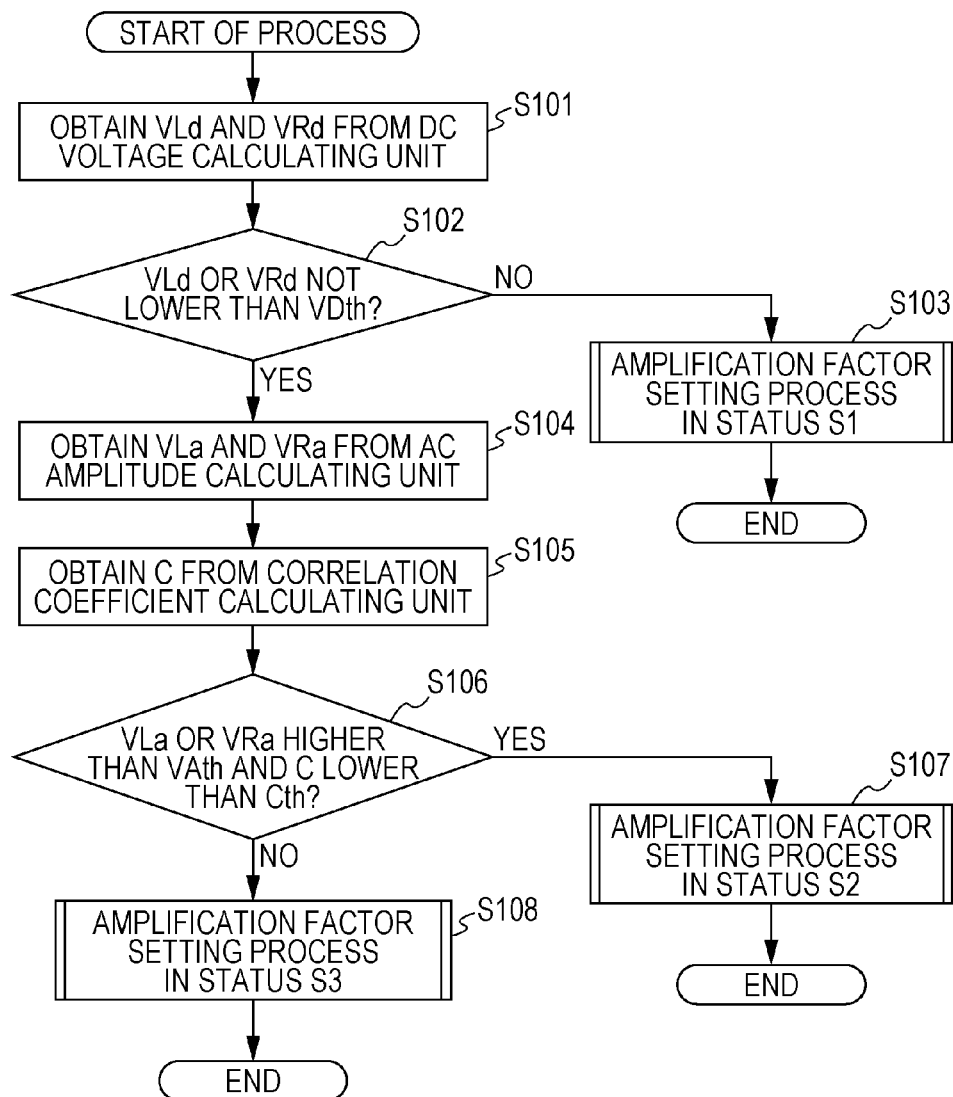 START OF PROCESS
S101
OBTAIN VLd AND VRd FROM DC
VOLTAGE CALCULATING UNIT
S102
VLd OR VRd NOT
LOWER THAN VDth?
NO
YES
S103
AMPLIFICATION FACTOR
SETTING PROCESS
IN STATUS S1
END
S104
OBTAIN VLa AND VRa FROM AC
AMPLITUDE CALCULATING UNIT
S105
OBTAIN C FROM CORRELATION
COEFFICIENT CALCULATING UNIT
S106
VLa OR VRa HIGHER
THAN VAth AND C LOWER
THAN Cth?
YES
NO
S107
AMPLIFICATION FACTOR
SETTING PROCESS
IN STATUS S2
END
S108
AMPLIFICATION FACTOR
SETTING PROCESS
IN STATUS S3
END